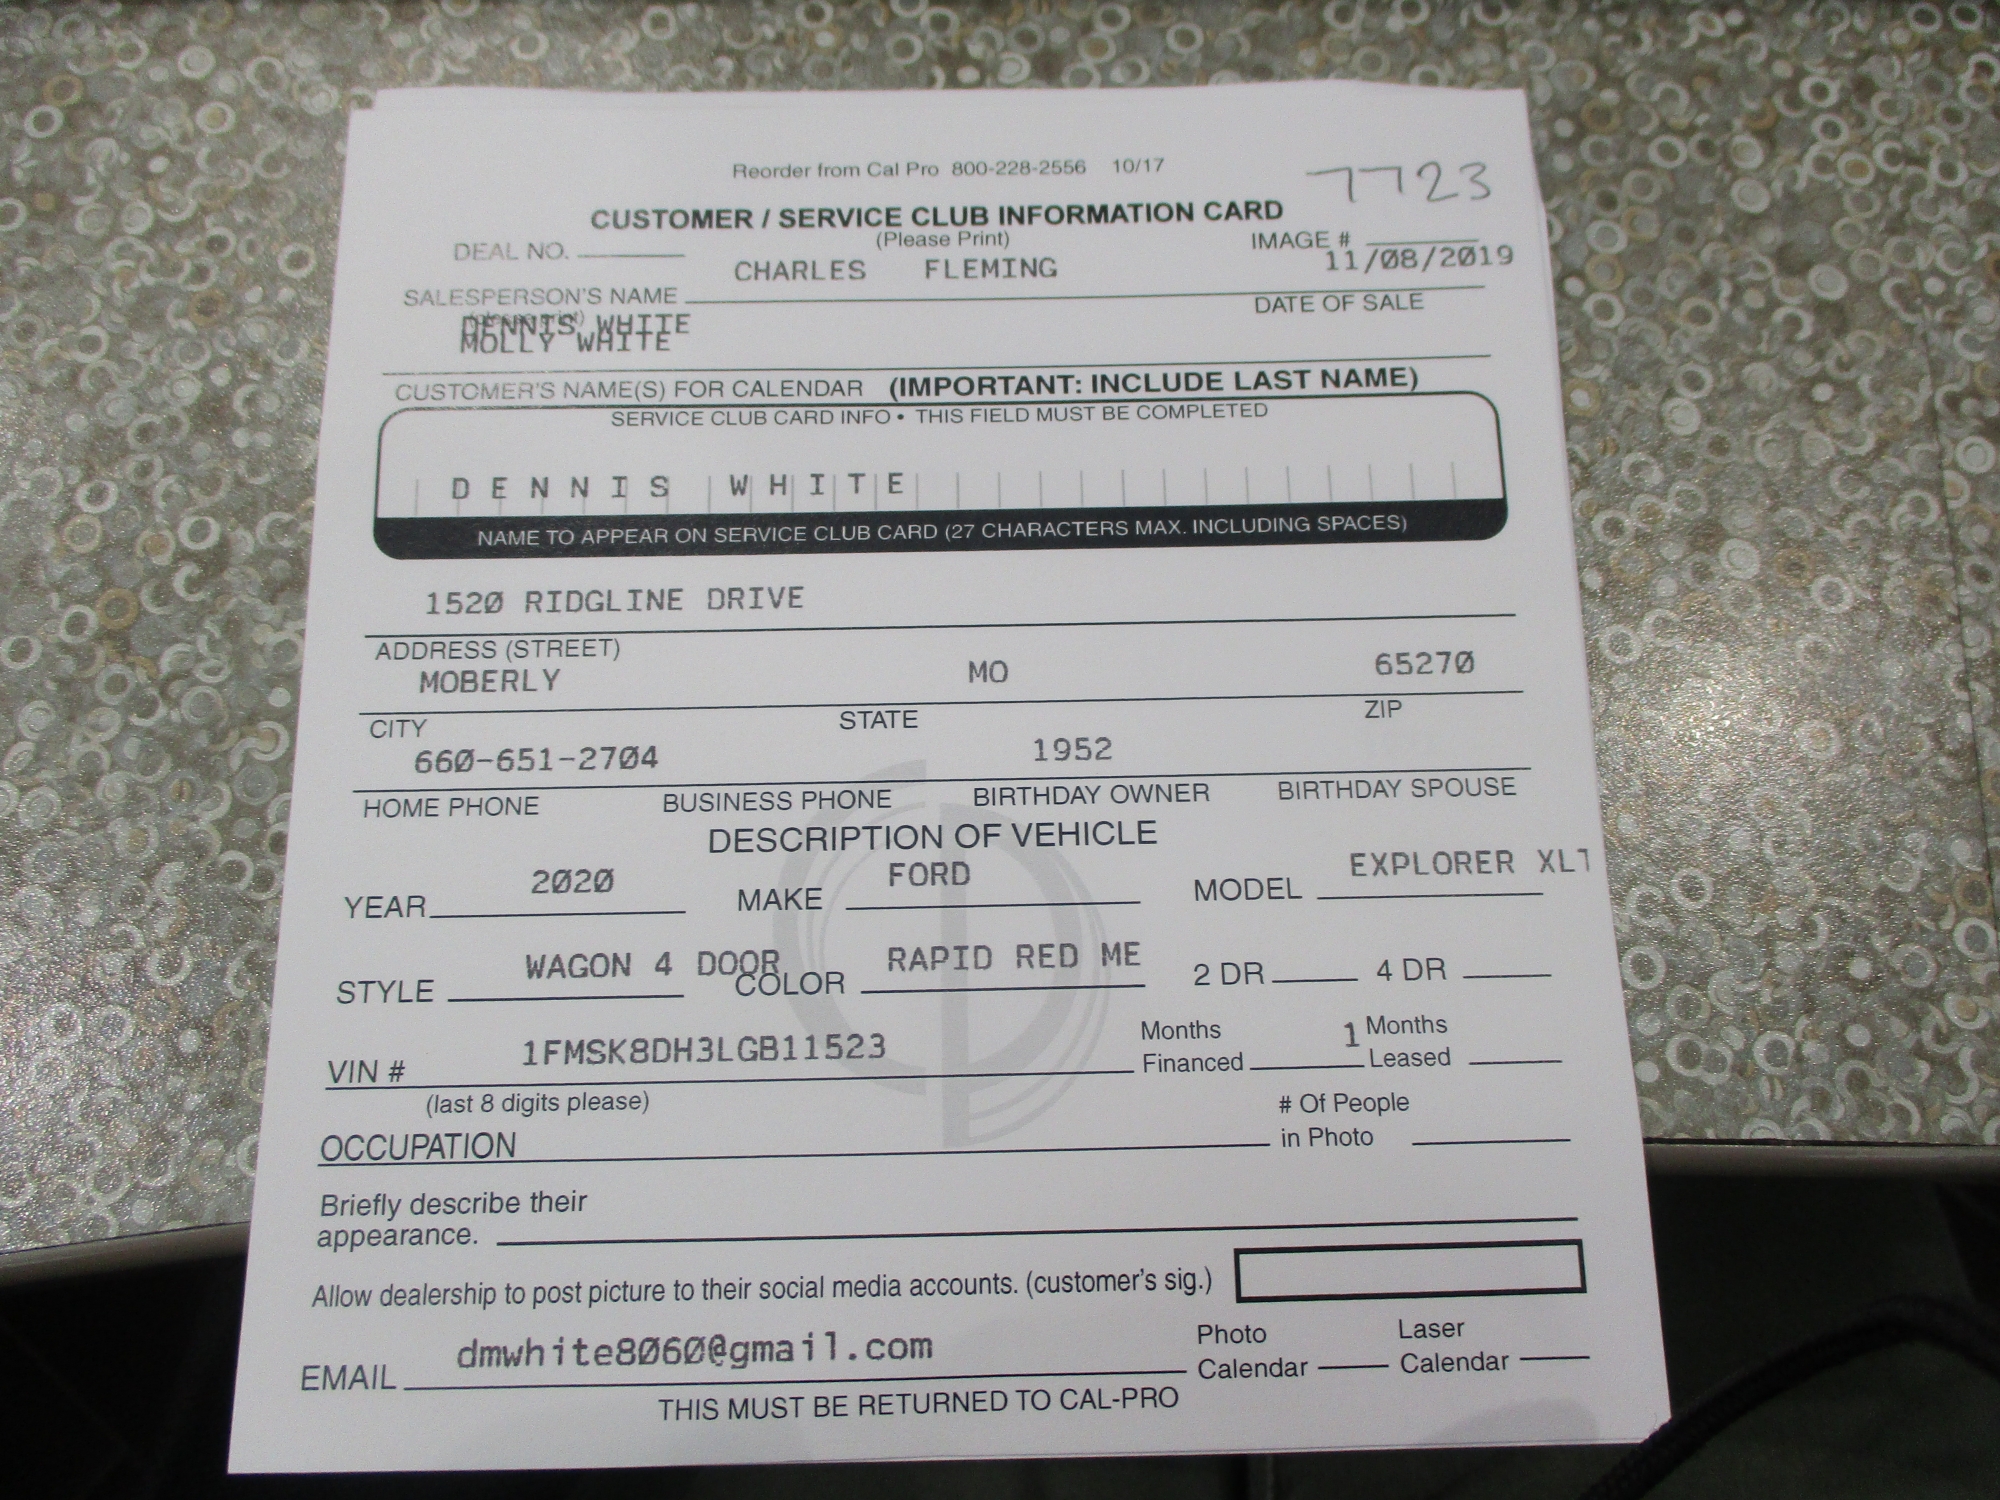 Reorder from Cal Pro 800-228-2556 10/17
7723
CUSTOMER / SERVICE CLUB INFORMATION CARD
DEAL NO. (Please Print) IMAGE #
CHARLES FLEMING 11/08/2019
SALESPERSON'S NAME DATE OF SALE
(please print)
DENNIS WHITE
MOLLY WHITE
CUSTOMER'S NAME(S) FOR CALENDAR (IMPORTANT: INCLUDE LAST NAME)
SERVICE CLUB CARD INFO • THIS FIELD MUST BE COMPLETED
DENNIS WHITE
NAME TO APPEAR ON SERVICE CLUB CARD (27 CHARACTERS MAX. INCLUDING SPACES)
1520 RIDGLINE DRIVE
ADDRESS (STREET)
MOBERLY MO 65270
CITY STATE ZIP
660-651-2704 1952
HOME PHONE BUSINESS PHONE BIRTHDAY OWNER BIRTHDAY SPOUSE
DESCRIPTION OF VEHICLE
YEAR 2020 MAKE FORD MODEL EXPLORER XLT
STYLE WAGON 4 DOOR COLOR RAPID RED ME 2 DR 4 DR
VIN # 1FMSK8DH3LGB11523 Months Financed 1 Months Leased
(last 8 digits please)
OCCUPATION # Of People in Photo
Briefly describe their
appearance.
Allow dealership to post picture to their social media accounts. (customer's sig.)
EMAIL dmwhite8060@gmail.com Photo Calendar Laser Calendar
THIS MUST BE RETURNED TO CAL-PRO